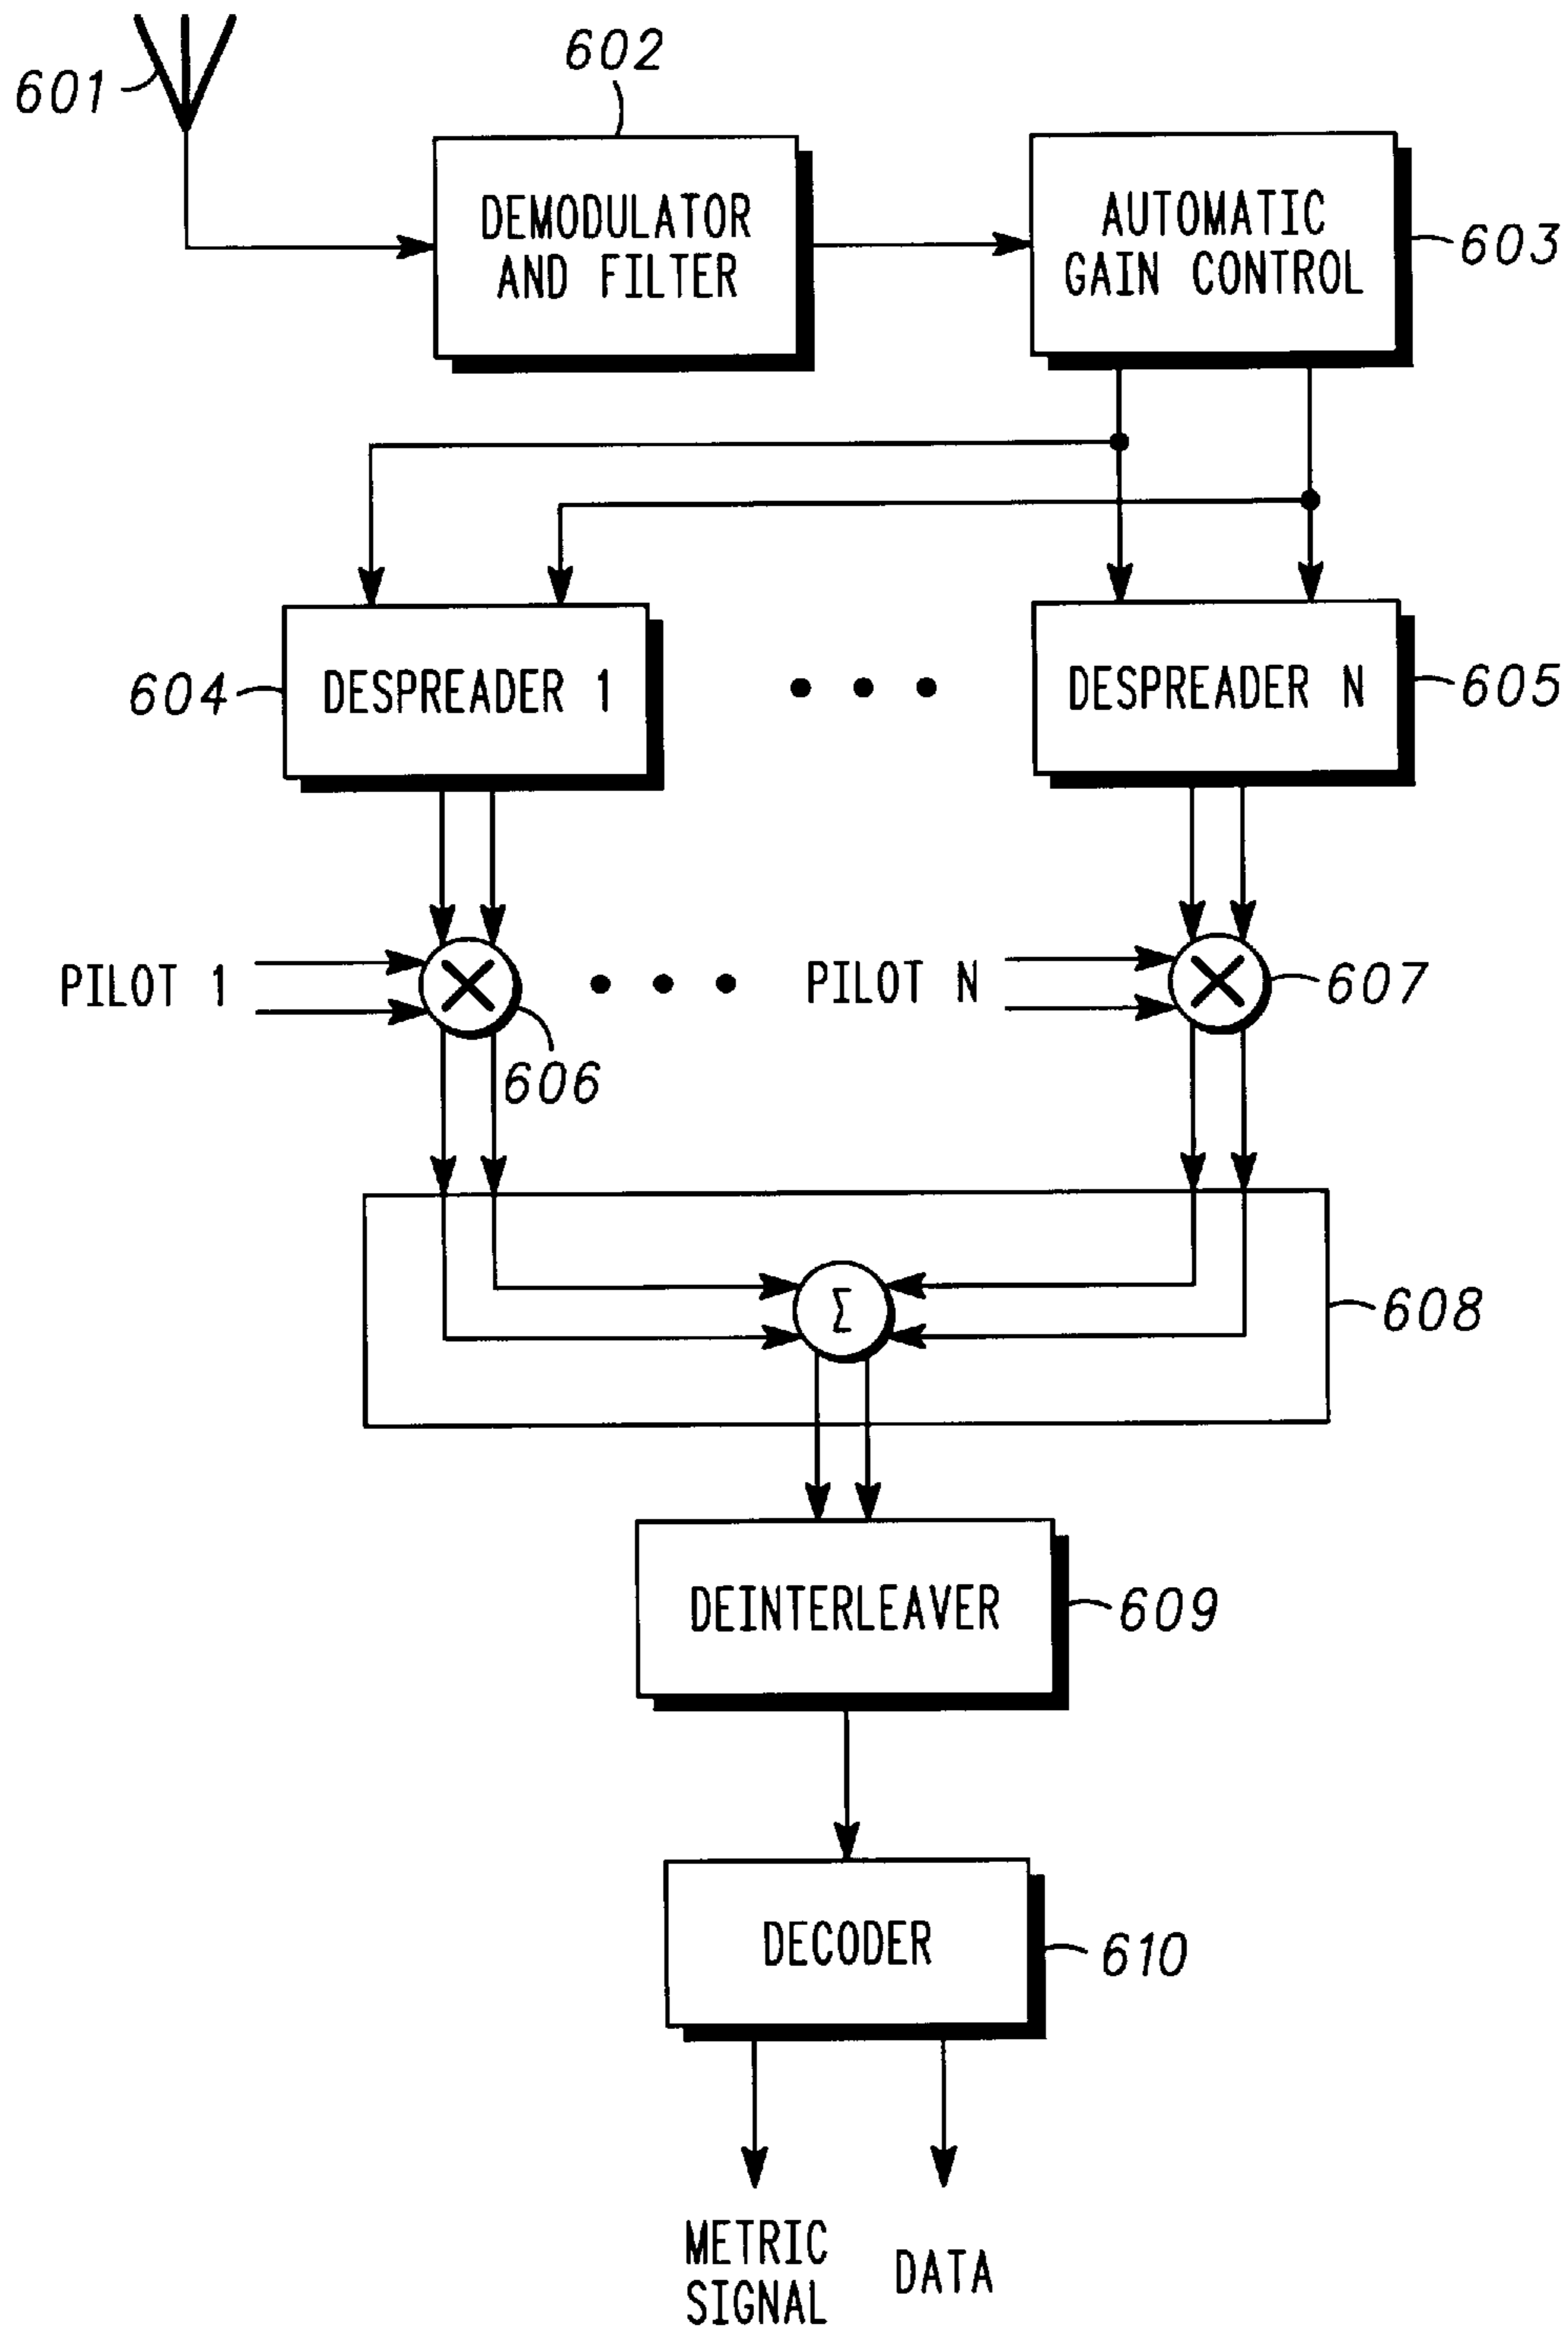 601
602
DEMODULATOR
AND FILTER
AUTOMATIC
GAIN CONTROL
603
604
DESPREADER 1
DESPREADER N
605
PILOT 1
606
PILOT N
607
Σ
608
DEINTERLEAVER
609
DECODER
610
METRIC
SIGNAL
DATA